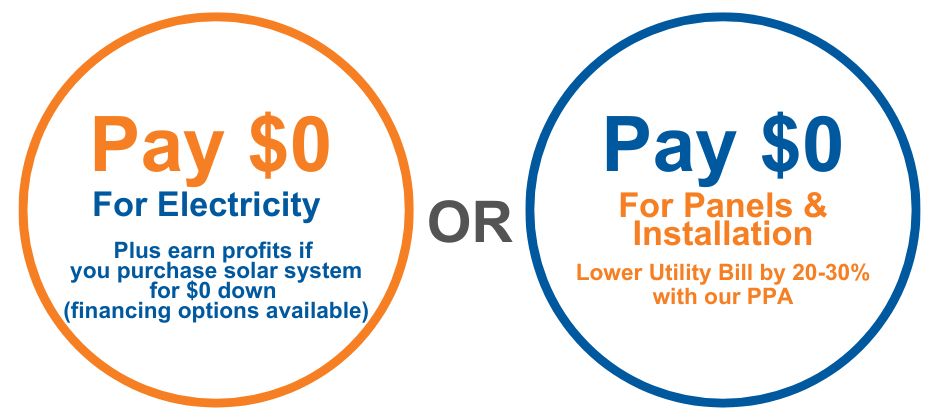 Pay $0
For Electricity
Plus earn profits if
you purchase solar system
for $0 down
(financing options available)
OR
Pay $0
For Panels &
Installation
Lower Utility Bill by 20-30%
with our PPA